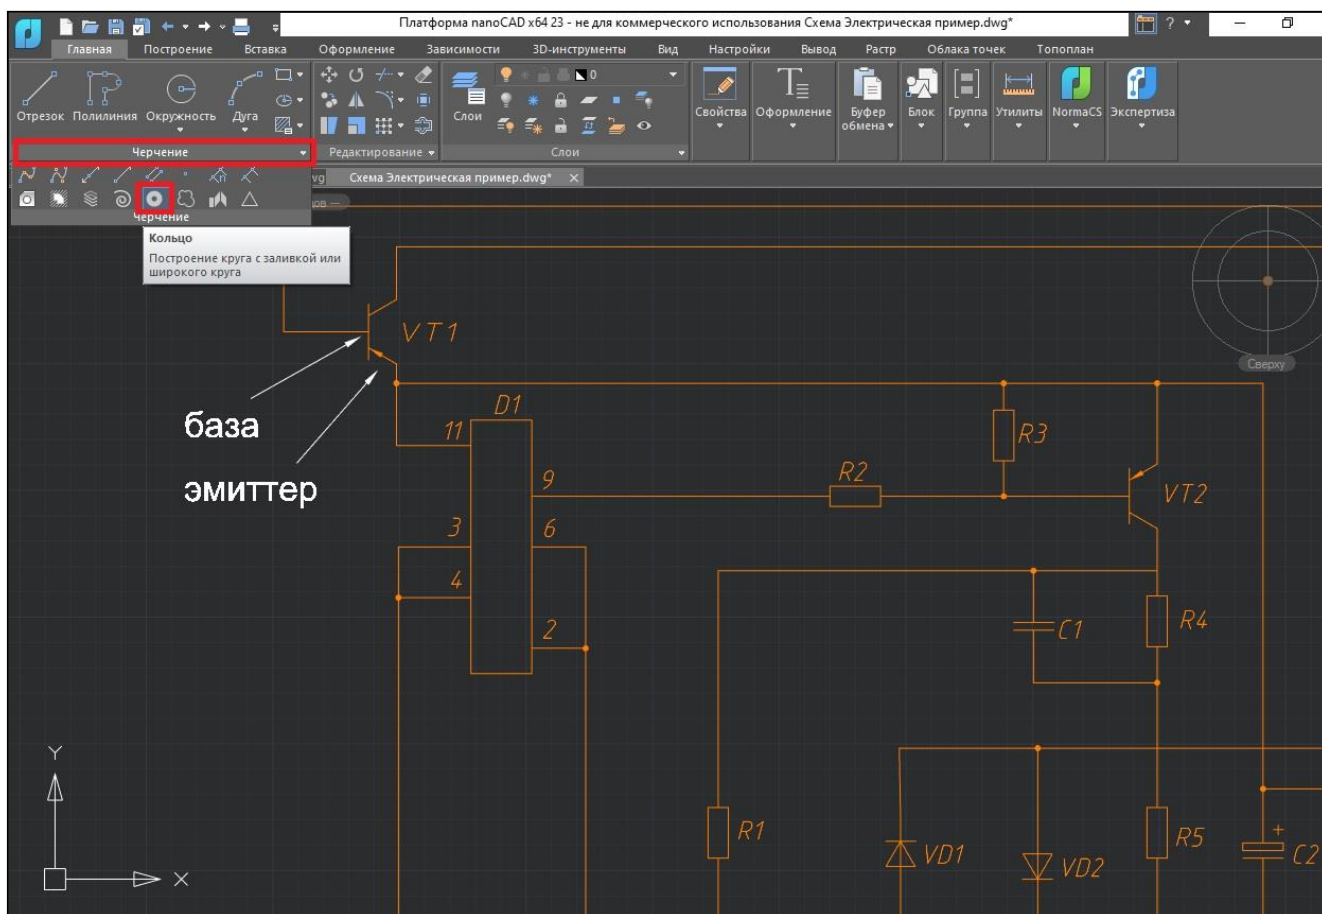 Платформа nanoCAD x64 23 - не для коммерческого использования Схема Электрическая пример.dwg*
?
Главная Построение Вставка Оформление Зависимости 3D-инструменты Вид Настройки Вывод Растр Облака точек Топоплан
0
Отрезок Полилиния Окружность Дуга
Слои
Свойства Оформление Буфер обмена Блок Группа Утилиты NormaCS Экспертиза
Черчение Редактирование Слои
Схема Электрическая пример.dwg*
Черчение
Кольцо
Построение круга с заливкой или
широкого круга
VT1
Сверху
база
эмиттер
D1
11
9
3
6
4
2
R2
R3
VT2
C1
R4
R1
VD1
VD2
R5
+
C2
Y
X